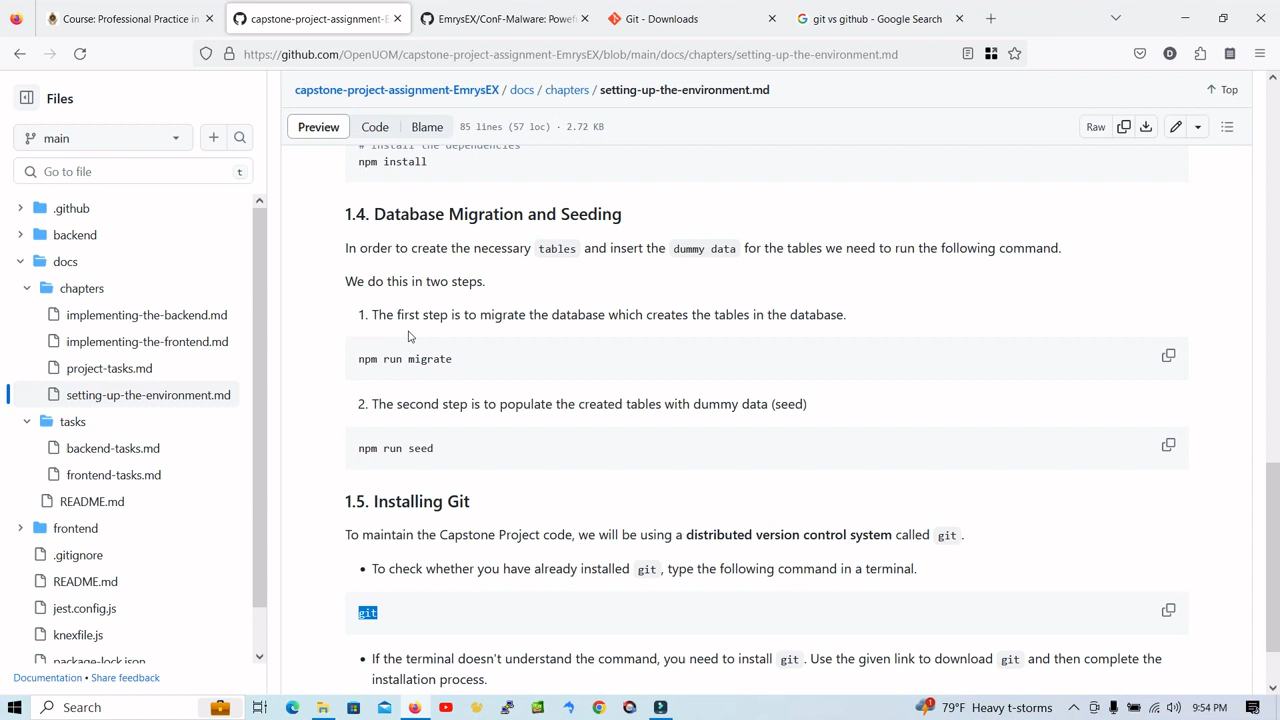 Course: Professional Practice in
capstone-project-assignment-E
EmrysEX/ConF-Malware: Powerf
Git - Downloads
git vs github - Google Search
https://github.com/OpenUOM/capstone-project-assignment-EmrysEX/blob/main/docs/chapters/setting-up-the-environment.md
Files
main
Go to file
t
.github
backend
docs
chapters
implementing-the-backend.md
implementing-the-frontend.md
project-tasks.md
setting-up-the-environment.md
tasks
backend-tasks.md
frontend-tasks.md
README.md
frontend
.gitignore
README.md
jest.config.js
knexfile.js
package-lock.json
Documentation • Share feedback
capstone-project-assignment-EmrysEX / docs / chapters / setting-up-the-environment.md
Top
Preview
Code
Blame
85 lines (57 loc) · 2.72 KB
Raw
# Install the dependencies
npm install
1.4. Database Migration and Seeding
In order to create the necessary tables and insert the dummy data for the tables we need to run the following command.
We do this in two steps.
1. The first step is to migrate the database which creates the tables in the database.
npm run migrate
2. The second step is to populate the created tables with dummy data (seed)
npm run seed
1.5. Installing Git
To maintain the Capstone Project code, we will be using a distributed version control system called git .
• To check whether you have already installed git , type the following command in a terminal.
git
• If the terminal doesn't understand the command, you need to install git . Use the given link to download git and then complete the
installation process.
Search
79°F Heavy t-storms
9:54 PM